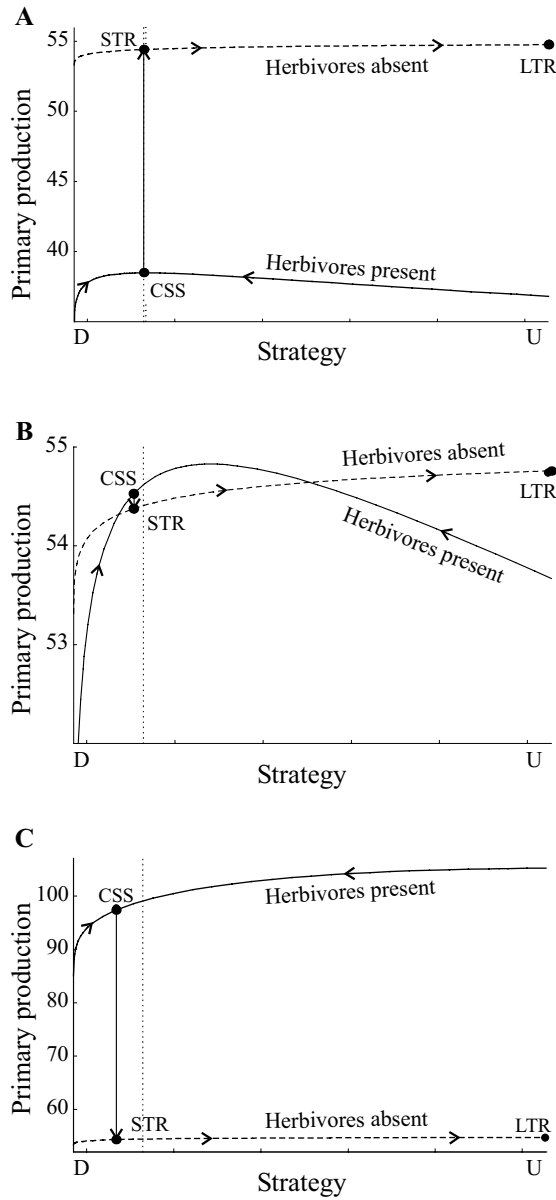 A
55
STR
Herbivores absent
LTR
50
45
Primary production
40
Herbivores present
CSS
D
U
Strategy
B
55
Herbivores absent
CSS
LTR
STR
54
Herbivores present
Primary production
53
D
U
Strategy
C
100
CSS
Herbivores present
90
Primary production
80
70
60
STR
Herbivores absent
LTR
D
U
Strategy